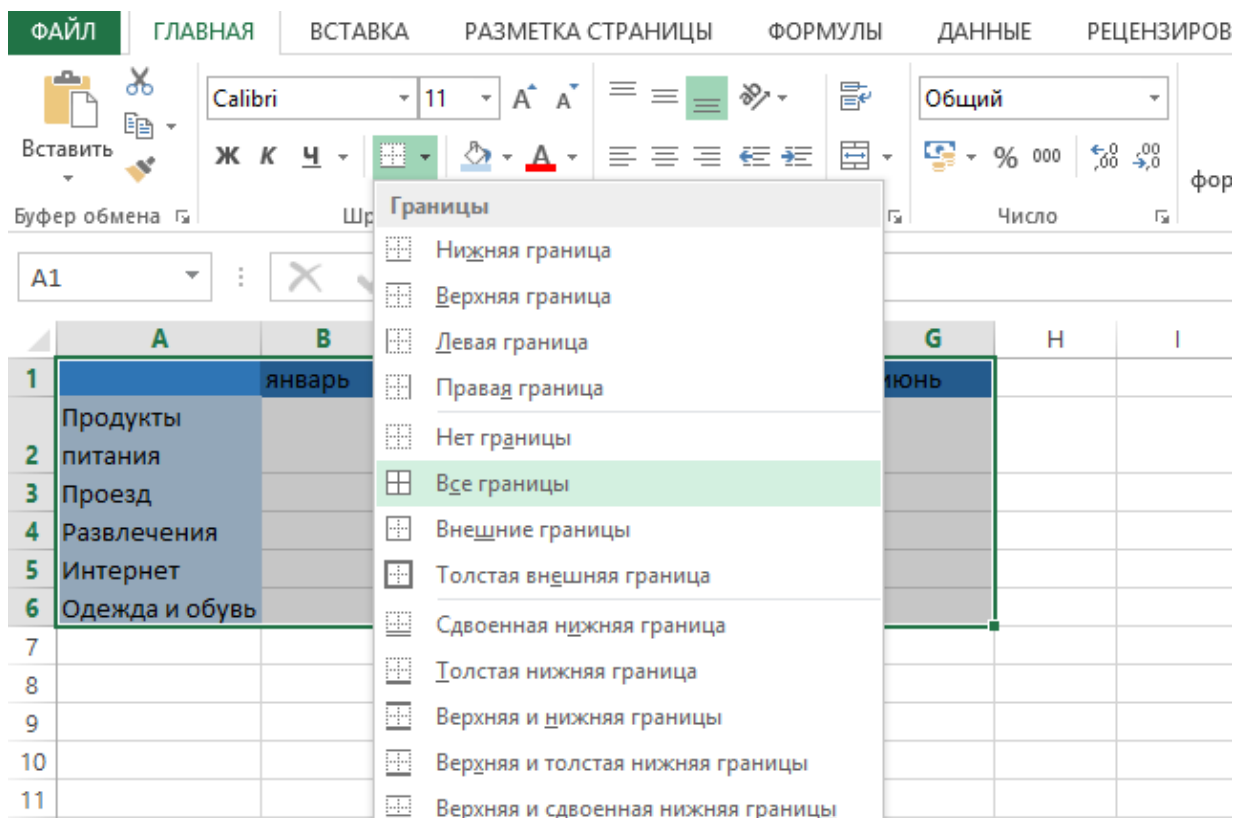 ФАЙЛ ГЛАВНАЯ ВСТАВКА РАЗМЕТКА СТРАНИЦЫ ФОРМУЛЫ ДАННЫЕ РЕЦЕНЗИРОВ
Calibri 11 Общий
Вставить Ж К Ч А % 000
фор
Буфер обмена Шр Число
Границы
Нижняя граница
A1
Верхняя граница
Левая граница
Правая граница
Нет границы
Все границы
Внешние границы
Толстая внешняя граница
Сдвоенная нижняя граница
Толстая нижняя граница
Верхняя и нижняя границы
Верхняя и толстая нижняя границы
Верхняя и сдвоенная нижняя границы
A B G H I
1 январь июнь
Продукты
2 питания
3 Проезд
4 Развлечения
5 Интернет
6 Одежда и обувь
7
8
9
10
11